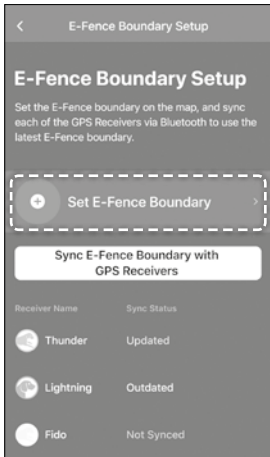 E-Fence Boundary Setup
E-Fence Boundary Setup
Set the E-Fence boundary on the map, and sync
each of the GPS Receivers via Bluetooth to use the
latest E-Fence boundary.
Set E-Fence Boundary
Sync E-Fence Boundary with
GPS Receivers
Receiver Name Sync Status
Thunder Updated
Lightning Outdated
Fido Not Synced